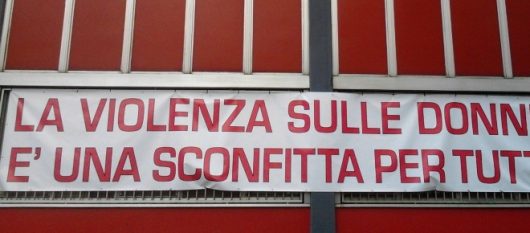 LA VIOLENZA SULLE DONN
E' UNA SCONFITTA PER TUTT